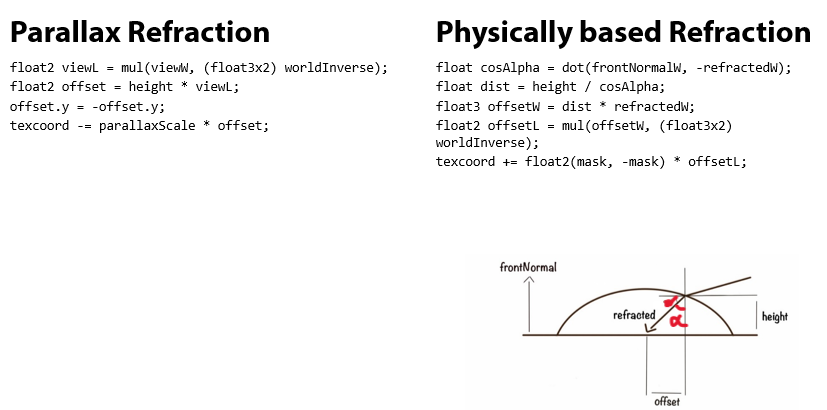 Parallax Refraction
float2 viewL = mul(viewW, (float3x2) worldInverse);
float2 offset = height * viewL;
offset.y = -offset.y;
texcoord -= parallaxScale * offset;
Physically based Refraction
float cosAlpha = dot(frontNormalW, -refractedW);
float dist = height / cosAlpha;
float3 offsetW = dist * refractedW;
float2 offsetL = mul(offsetW, (float3x2)
worldInverse);
texcoord += float2(mask, -mask) * offsetL;
frontNormal
α
refracted
α
height
offset